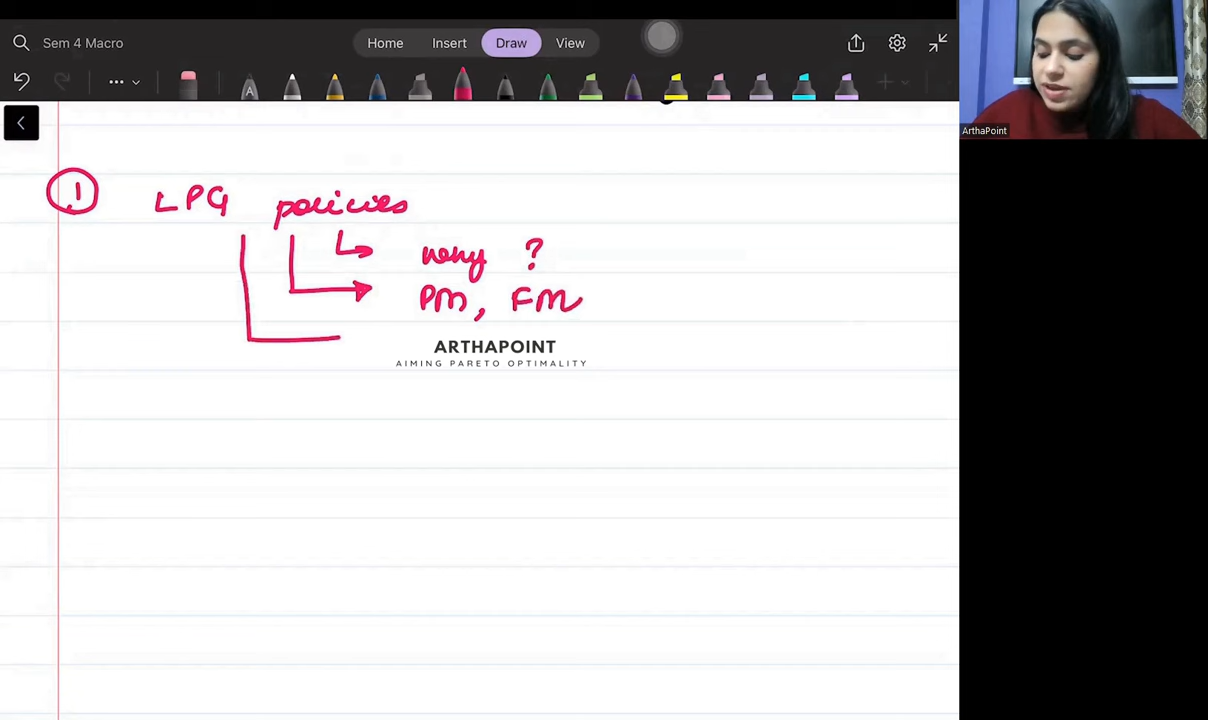 Sem 4 Macro
Home Insert Draw View
A
ArthaPoint
1 LPG policies
why ?
PM, FM
ARTHAPOINT
AIMING PARETO OPTIMALITY